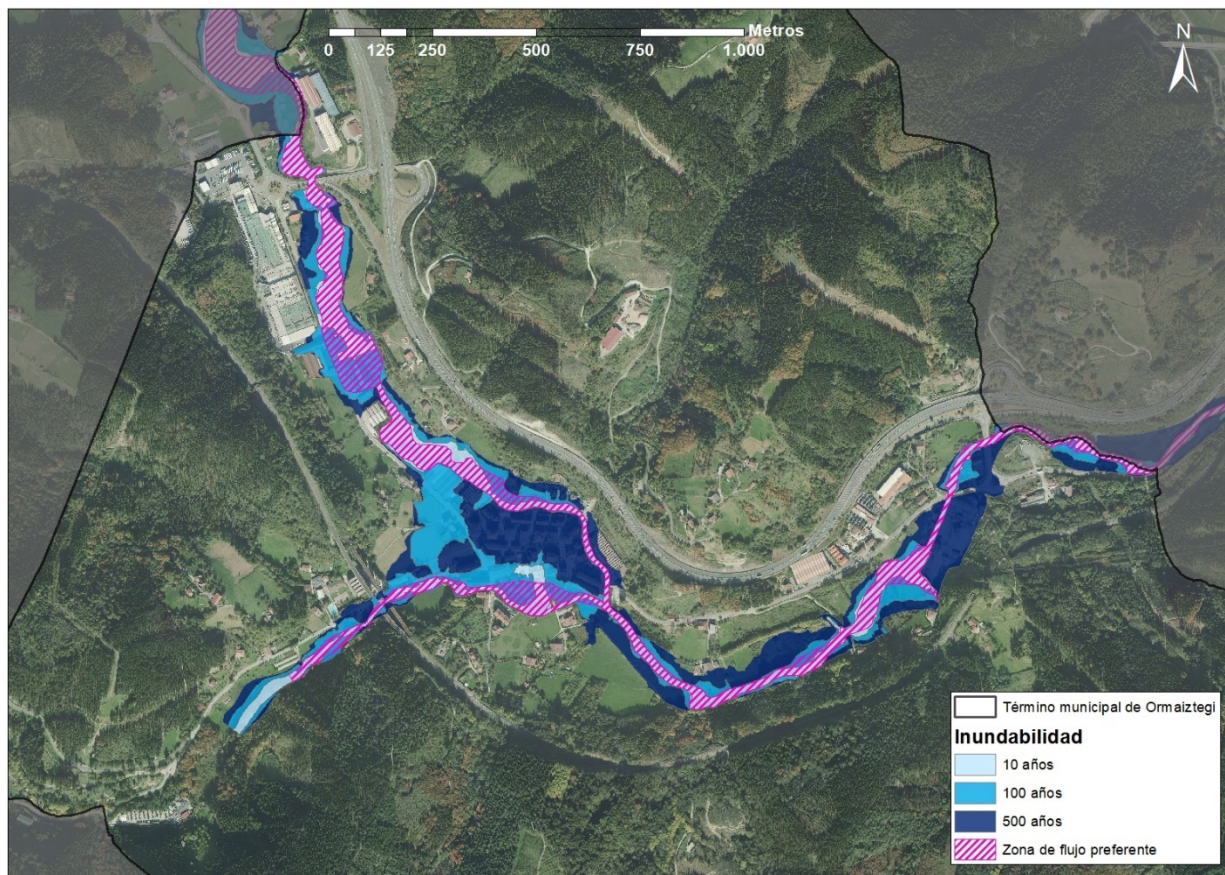 Metros
0 125 250 500 750 1.000
N
Término municipal de Ormaiztegi
Inundabilidad
10 años
100 años
500 años
Zona de flujo preferente